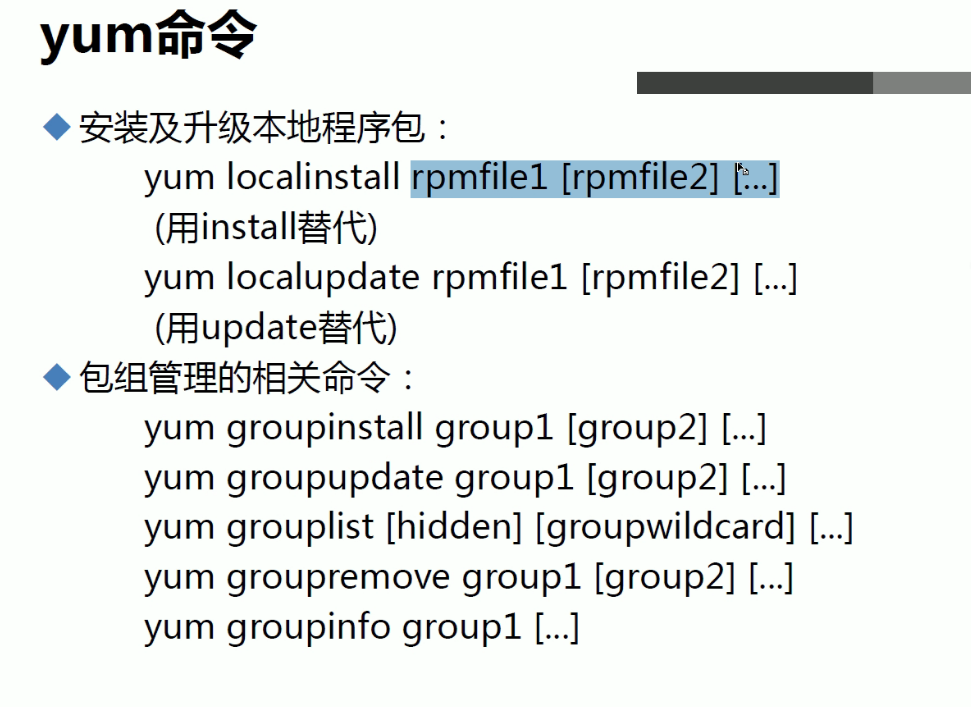 yum命令
安装及升级本地程序包：
yum localinstall rpmfile1 [rpmfile2] [...]
(用install替代)
yum localupdate rpmfile1 [rpmfile2] [...]
(用update替代)
包组管理的相关命令：
yum groupinstall group1 [group2] [...]
yum groupupdate group1 [group2] [...]
yum grouplist [hidden] [groupwildcard] [...]
yum groupremove group1 [group2] [...]
yum groupinfo group1 [...]